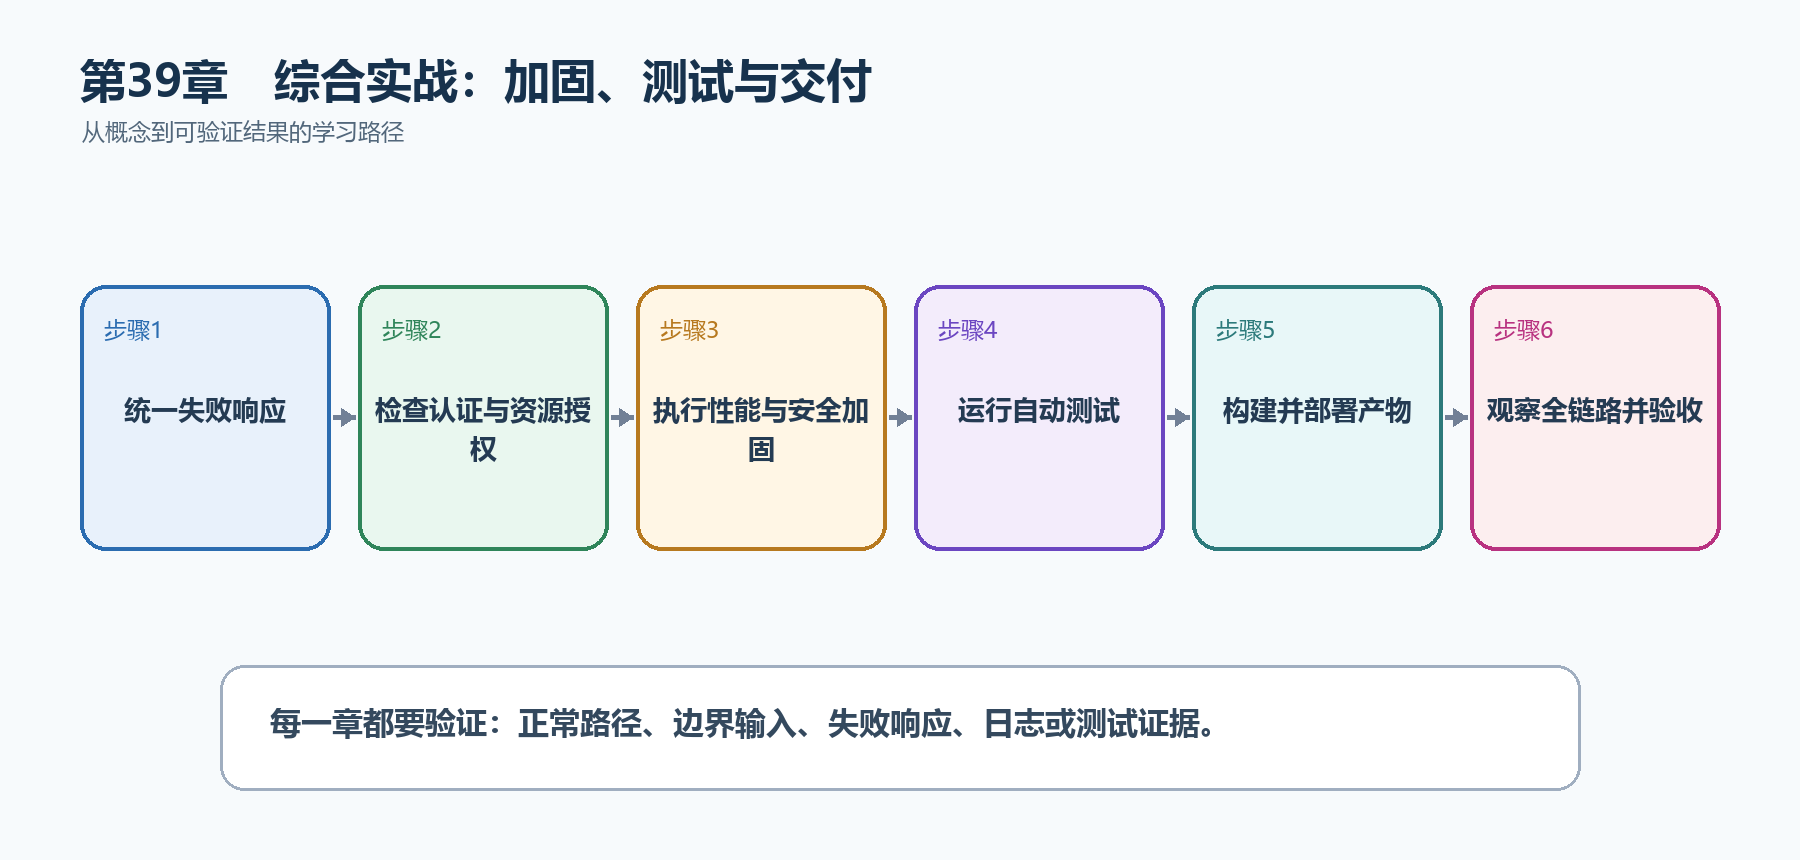 第39章　综合实战：加固、测试与交付
从概念到可验证结果的学习路径
步骤1
统一失败响应
步骤2
检查认证与资源授
权
步骤3
执行性能与安全加
固
步骤4
运行自动测试
步骤5
构建并部署产物
步骤6
观察全链路并验收
每一章都要验证：正常路径、边界输入、失败响应、日志或测试证据。